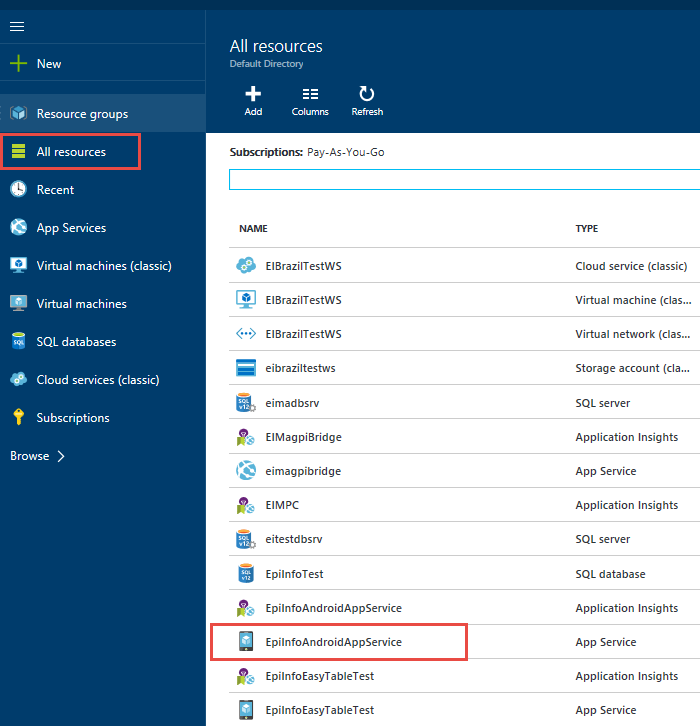 New
Resource groups
All resources
Recent
App Services
Virtual machines (classic)
Virtual machines
SQL databases
Cloud services (classic)
Subscriptions
Browse
All resources
Default Directory
Add Columns Refresh
Subscriptions: Pay-As-You-Go
NAME TYPE
EIBrazilTestWS Cloud service (classic)
EIBrazilTestWS Virtual machine (clas...
EIBrazilTestWS Virtual network (clas...
eibraziltestws Storage account (cla...
eimadbsrv SQL server
EIMagpiBridge Application Insights
eimagpibridge App Service
EIMPC Application Insights
eitestdbsrv SQL server
EpiInfoTest SQL database
EpiInfoAndroidAppService Application Insights
EpiInfoAndroidAppService App Service
EpiInfoEasyTableTest Application Insights
EpiInfoEasyTableTest App Service